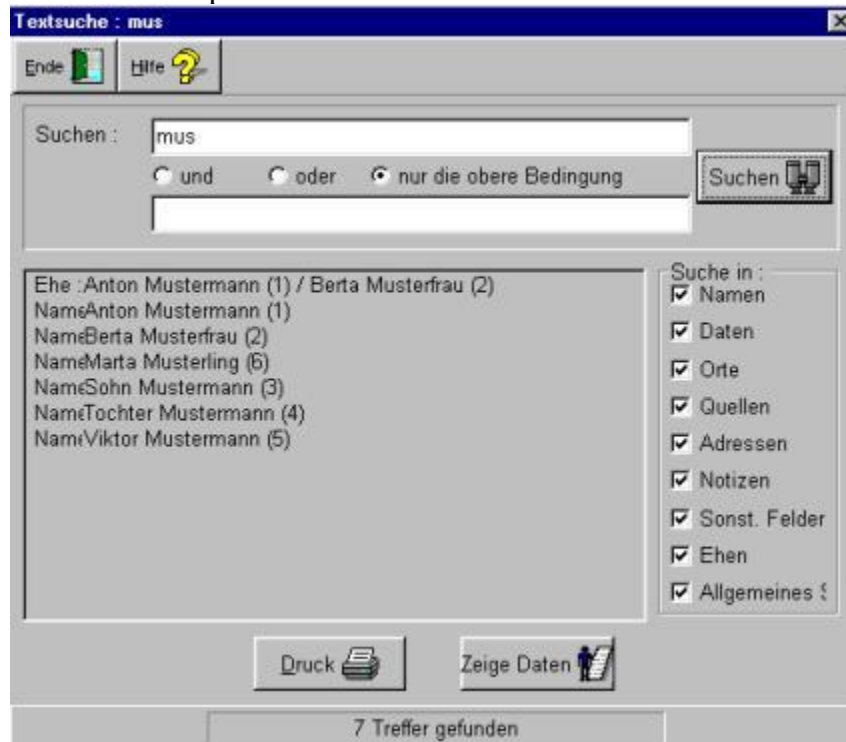 Textsuche : mus
Ende
Hilfe
Suchen :
mus
und oder nur die obere Bedingung
Suchen
Ehe :Anton Mustermann (1) / Berta Musterfrau (2)
NameAnton Mustermann (1)
NameBerta Musterfrau (2)
NameMarta Musterling (6)
NameSohn Mustermann (3)
NameTochter Mustermann (4)
NameViktor Mustermann (5)
Suche in :
Namen
Daten
Orte
Quellen
Adressen
Notizen
Sonst. Felder
Ehen
Allgemeines S
Druck
Zeige Daten
7 Treffer gefunden